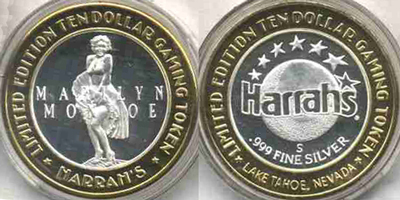 LIMITED EDITION TEN DOLLAR GAMING TOKEN
MARILYN
MONROE
★ HARRAH'S ★
LIMITED EDITION TEN DOLLAR GAMING TOKEN
Harrah's
S
.999 FINE SILVER
★ LAKE TAHOE, NEVADA ★